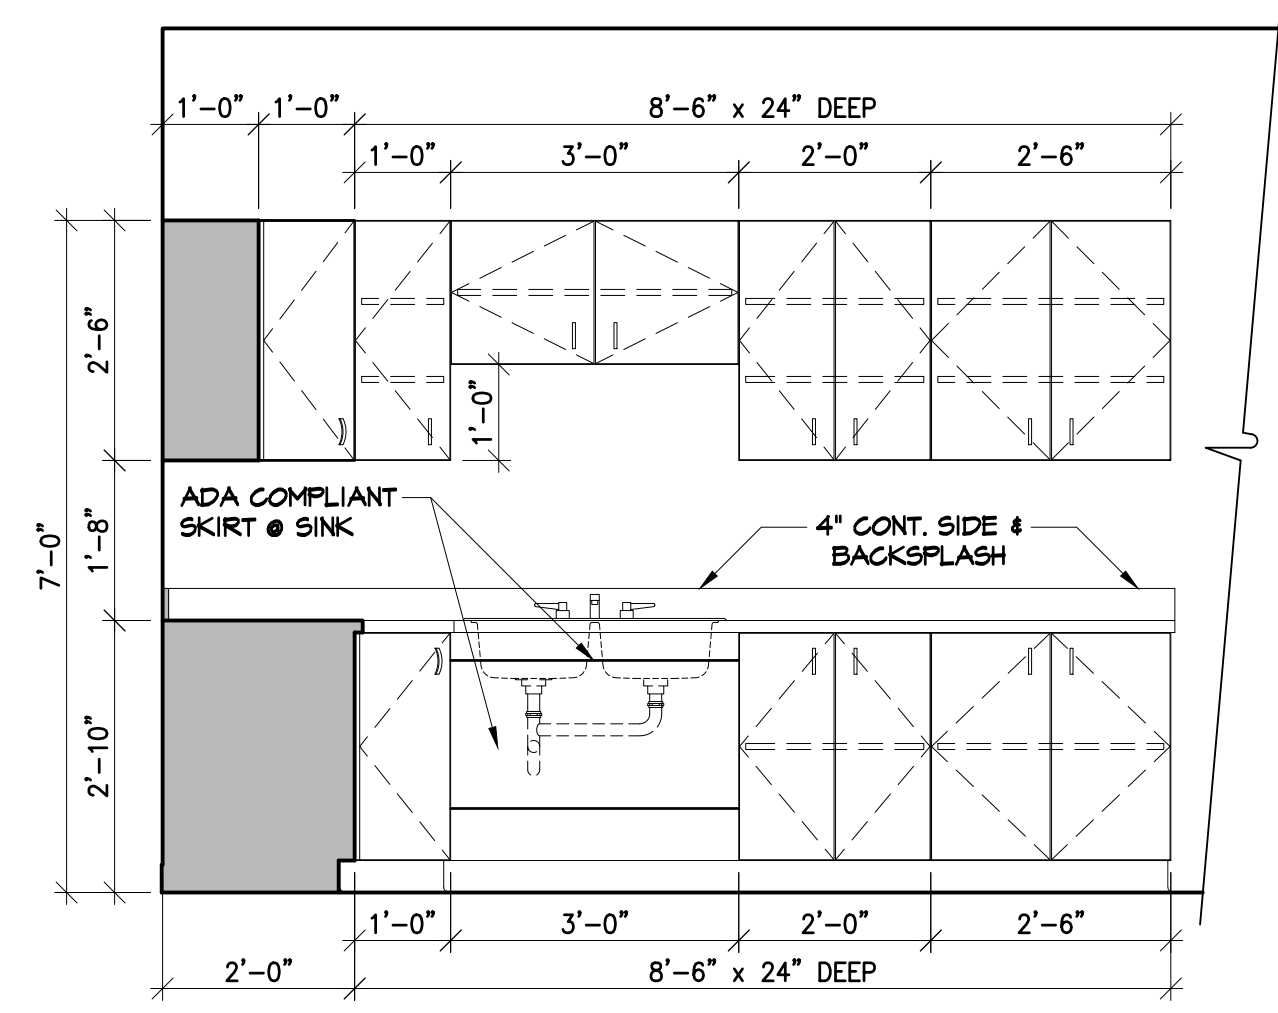 1'-0" 1'-0" 8'-6" x 24" DEEP
1'-0" 3'-0" 2'-0" 2'-6"
2'-6"
1'-0"
ADA COMPLIANT
SKIRT @ SINK
4" CONT. SIDE &
BACKSPLASH
1'-8"
7'-0"
2'-10"
1'-0" 3'-0" 2'-0" 2'-6"
2'-0" 8'-6" x 24" DEEP